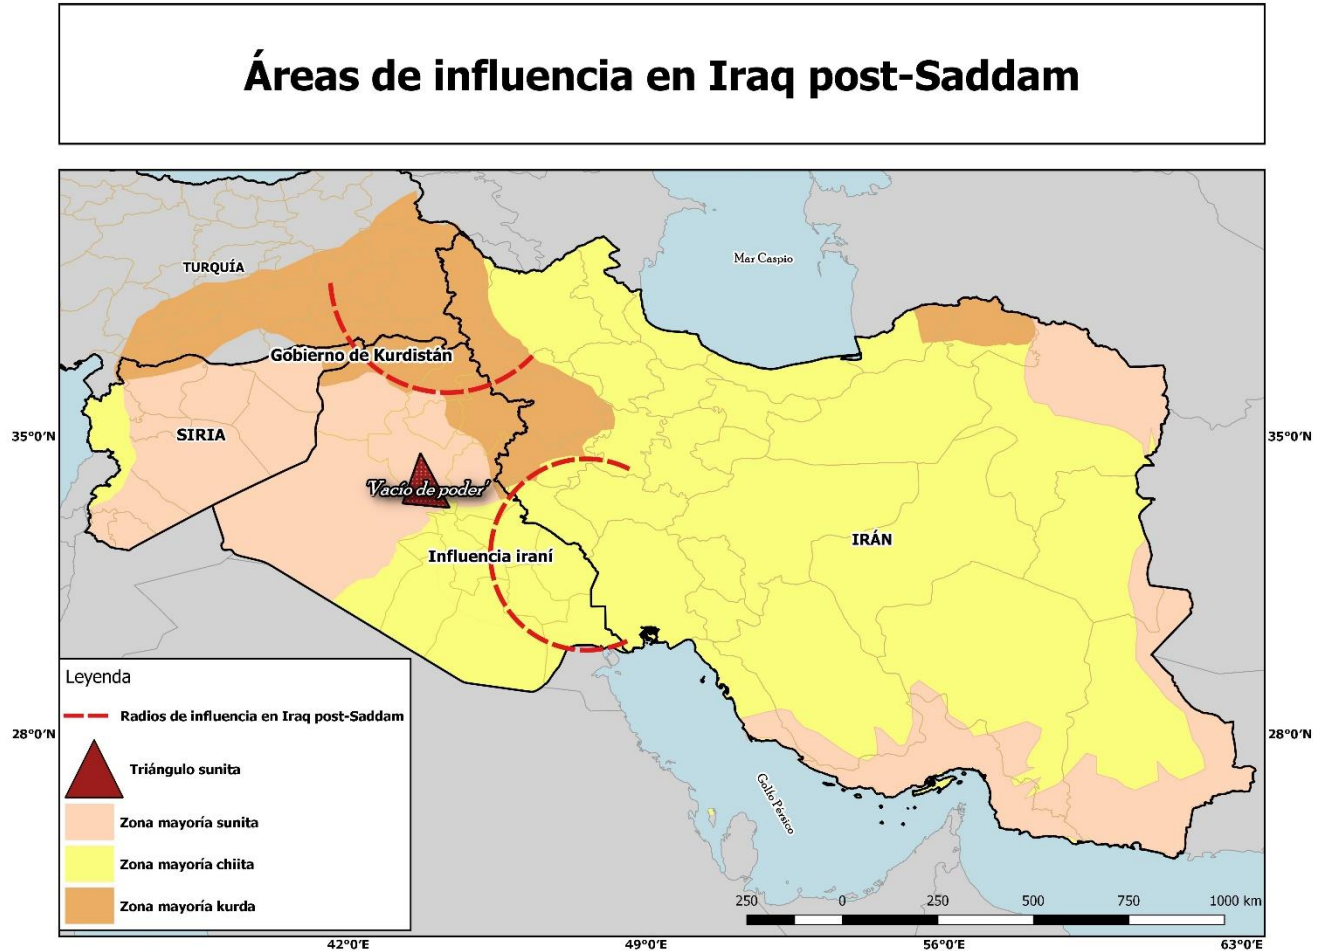 Áreas de influencia en Iraq post-Saddam
Mar Caspio
TURQUÍA
Gobierno de Kurdistán
35°0'N
SIRIA
35°0'N
'Vacío de poder'
IRÁN
Influencia iraní
Leyenda
Radios de influencia en Iraq post-Saddam
28°0'N
28°0'N
Triángulo sunita
Golfo Pérsico
Zona mayoría sunita
Zona mayoría chiita
Zona mayoría kurda
250 0 250 500 750 1000 km
42°0'E 49°0'E 56°0'E 63°0'E